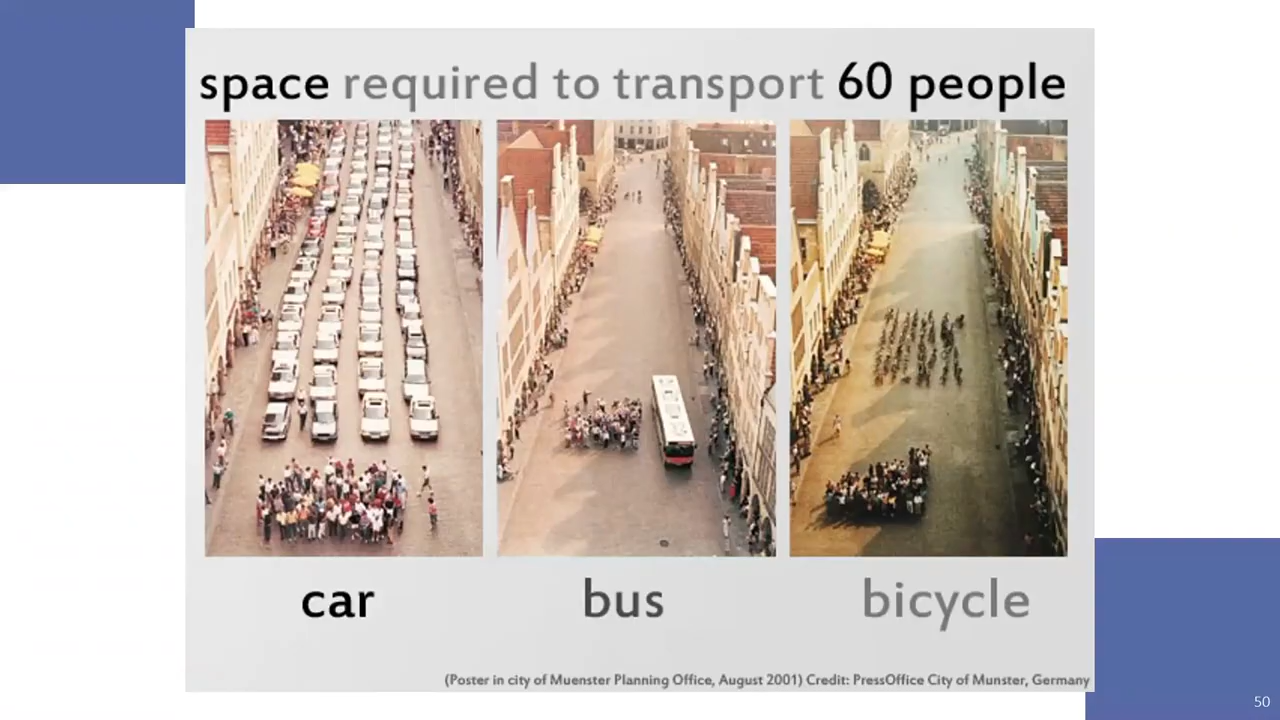 space required to transport 60 people
car
bus
bicycle
(Poster in city of Muenster Planning Office, August 2001) Credit: PressOffice City of Munster, Germany
50